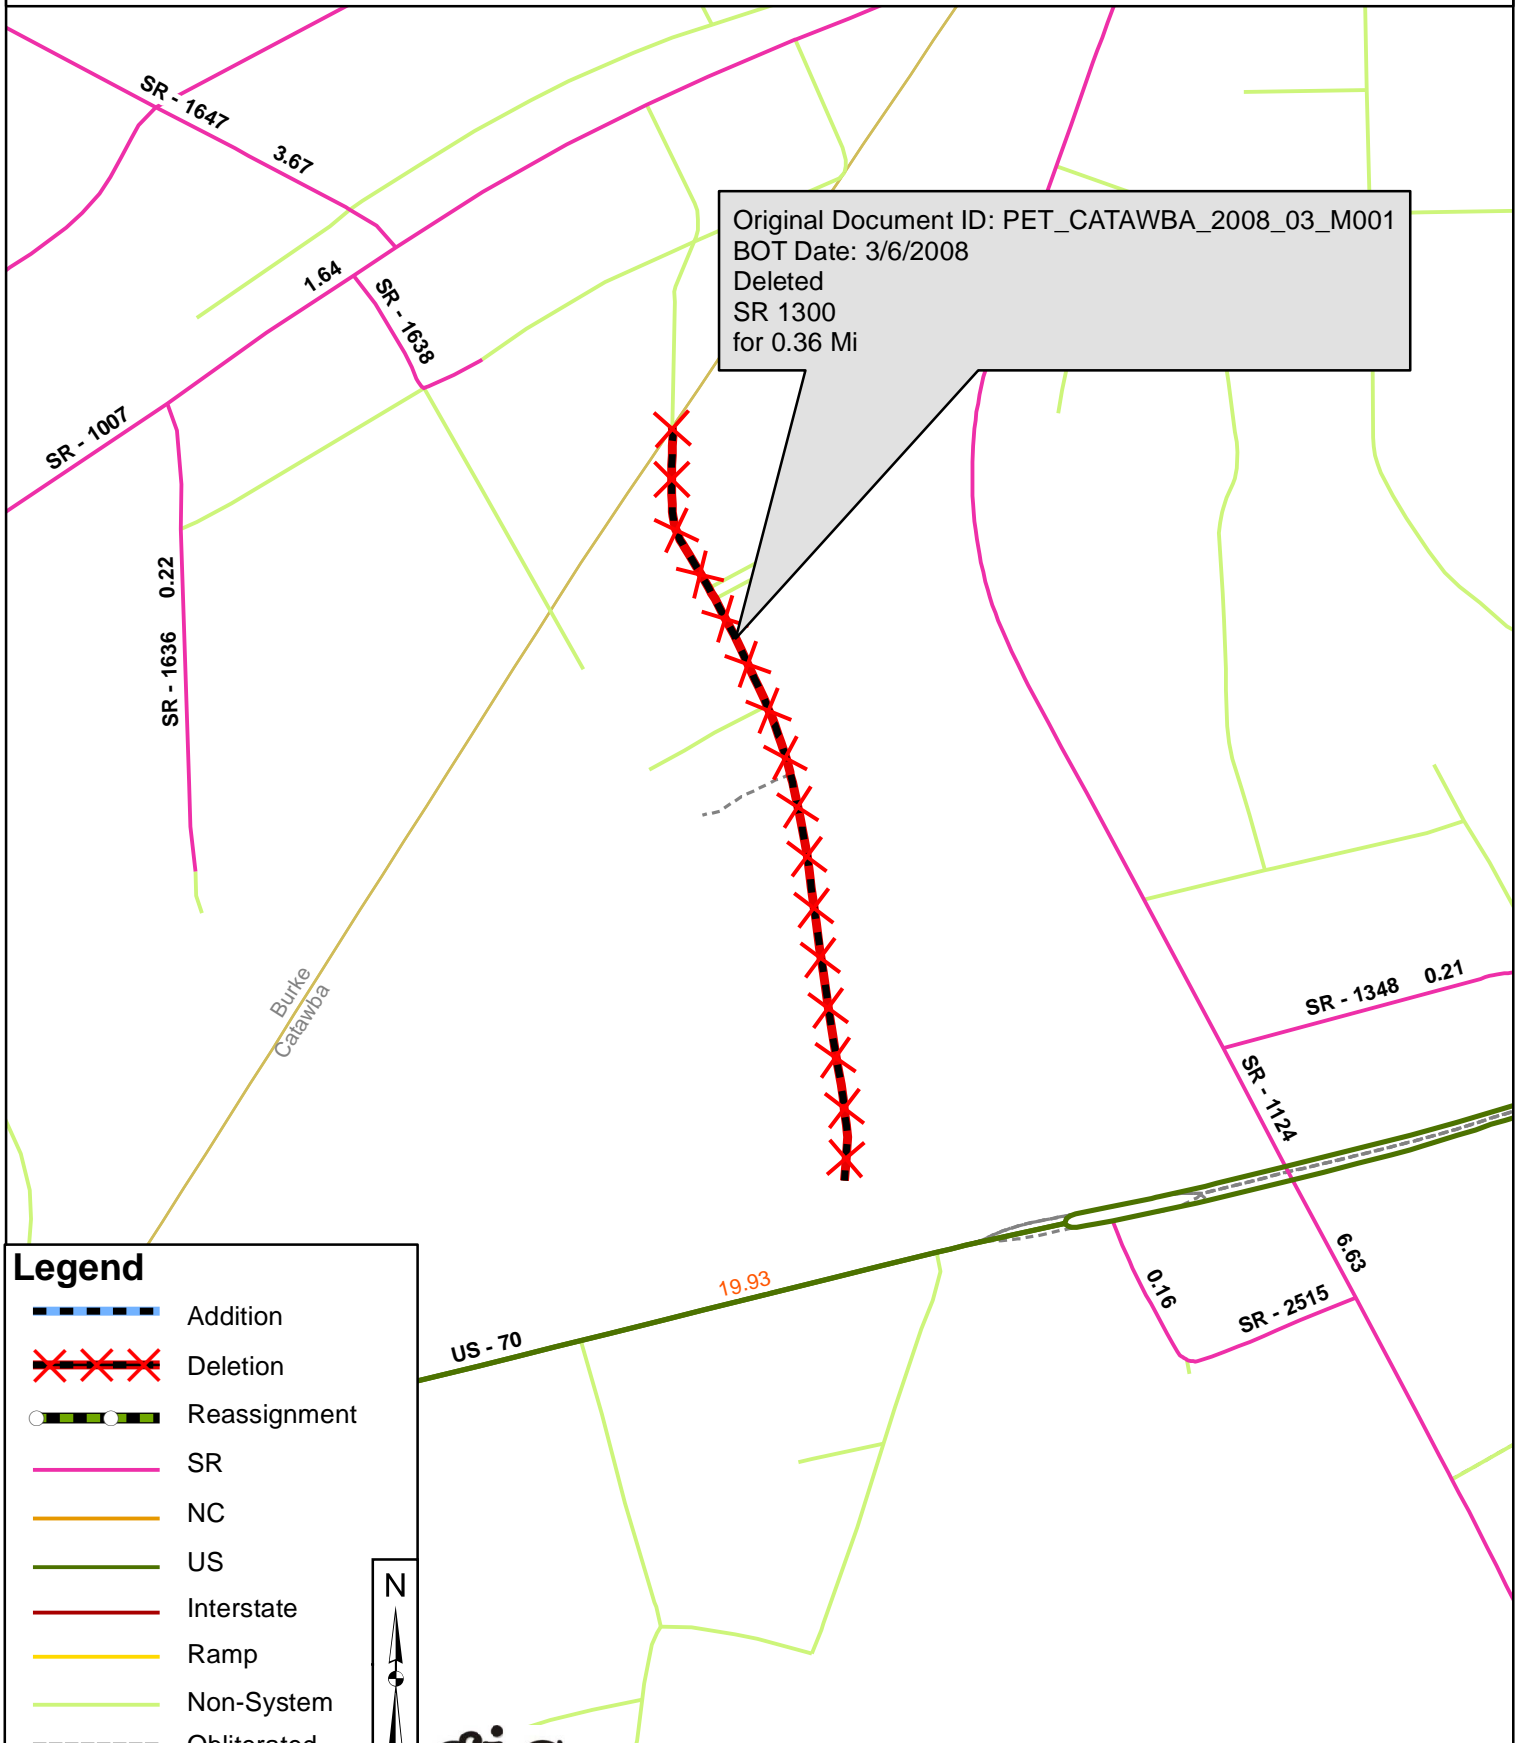 SR - 1647
3.67
Original Document ID: PET_CATAWBA_2008_03_M001
BOT Date: 3/6/2008
Deleted
SR 1300
for 0.36 Mi
1.64
SR - 1638
SR - 1007
0.22
SR - 1636
Burke
Catawba
SR - 1348 0.21
SR - 1124
6.63
0.16
SR - 2515
19.93
US - 70
Legend
Addition
Deletion
Reassignment
SR
NC
US
Interstate
Ramp
Non-System
Obliterated
N